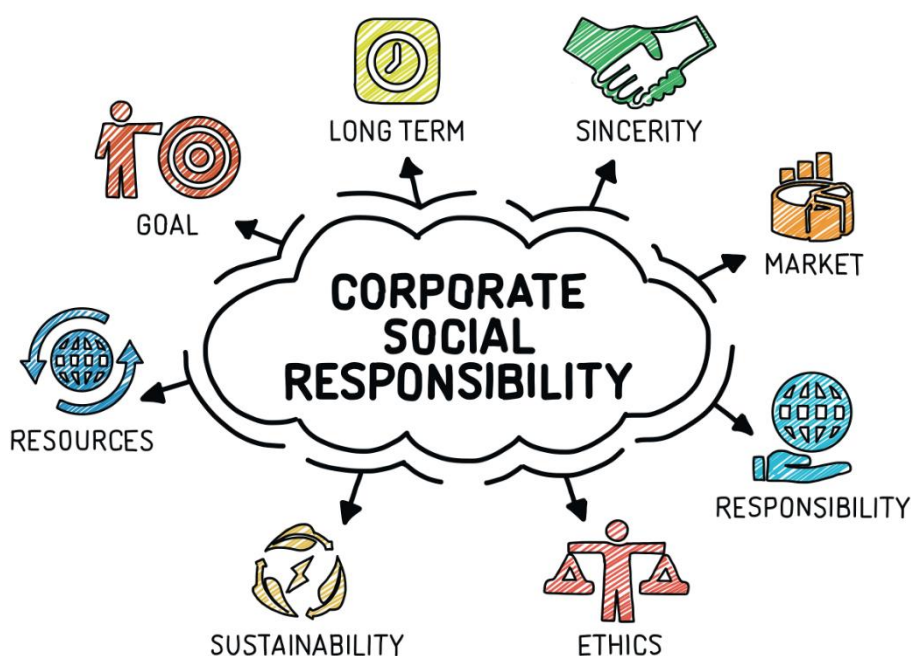 LONG TERM
SINCERITY
GOAL
MARKET
CORPORATE
SOCIAL
RESPONSIBILITY
RESOURCES
RESPONSIBILITY
SUSTAINABILITY
ETHICS